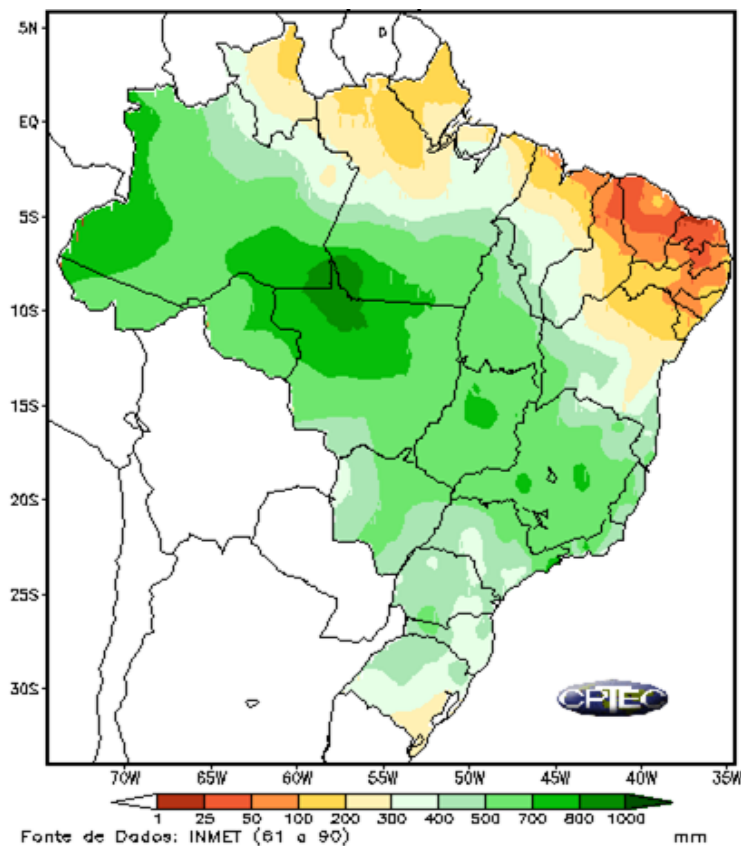 5N
EQ
5S
10S
15S
20S
25S
30S
CPTEC
70W 65W 60W 55W 50W 45W 40W 35W
1 25 50 100 200 300 400 500 700 800 1000
Fonte de Dados: INMET (61 a 90) mm